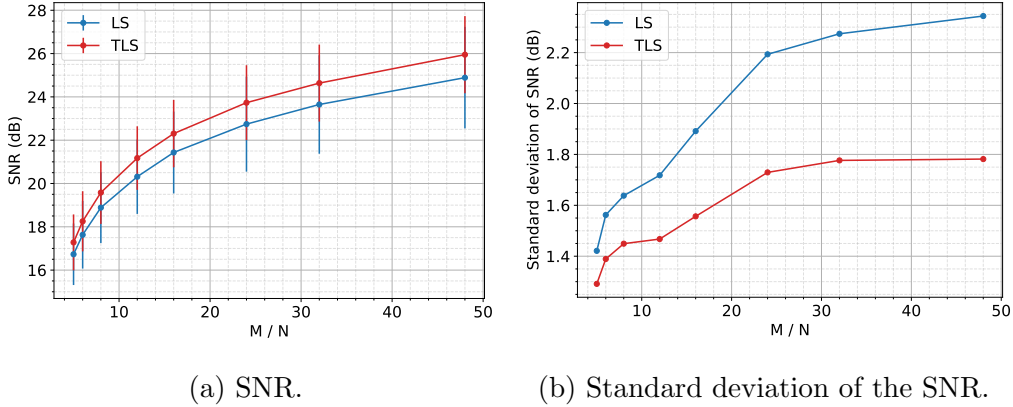 28
26
24
22
20
18
16
SNR (dB)
LS
TLS
10
20
30
40
50
M / N
(a) SNR.
2.2
2.0
1.8
1.6
1.4
Standard deviation of SNR (dB)
LS
TLS
10
20
30
40
50
M / N
(b) Standard deviation of the SNR.